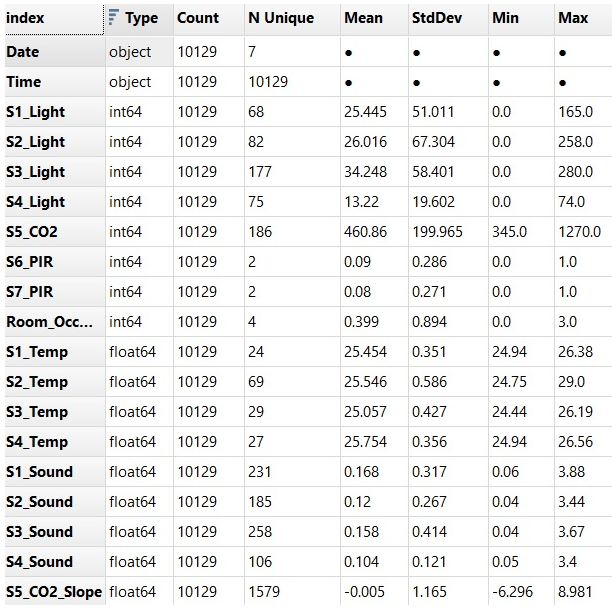 index Type Count N Unique Mean StdDev Min Max
Date object 10129 7 ● ● ● ●
Time object 10129 10129 ● ● ● ●
S1_Light int64 10129 68 25.445 51.011 0.0 165.0
S2_Light int64 10129 82 26.016 67.304 0.0 258.0
S3_Light int64 10129 177 34.248 58.401 0.0 280.0
S4_Light int64 10129 75 13.22 19.602 0.0 74.0
S5_CO2 int64 10129 186 460.86 199.965 345.0 1270.0
S6_PIR int64 10129 2 0.09 0.286 0.0 1.0
S7_PIR int64 10129 2 0.08 0.271 0.0 1.0
Room_Occ... int64 10129 4 0.399 0.894 0.0 3.0
S1_Temp float64 10129 24 25.454 0.351 24.94 26.38
S2_Temp float64 10129 69 25.546 0.586 24.75 29.0
S3_Temp float64 10129 29 25.057 0.427 24.44 26.19
S4_Temp float64 10129 27 25.754 0.356 24.94 26.56
S1_Sound float64 10129 231 0.168 0.317 0.06 3.88
S2_Sound float64 10129 185 0.12 0.267 0.04 3.44
S3_Sound float64 10129 258 0.158 0.414 0.04 3.67
S4_Sound float64 10129 106 0.104 0.121 0.05 3.4
S5_CO2_Slope float64 10129 1579 -0.005 1.165 -6.296 8.981